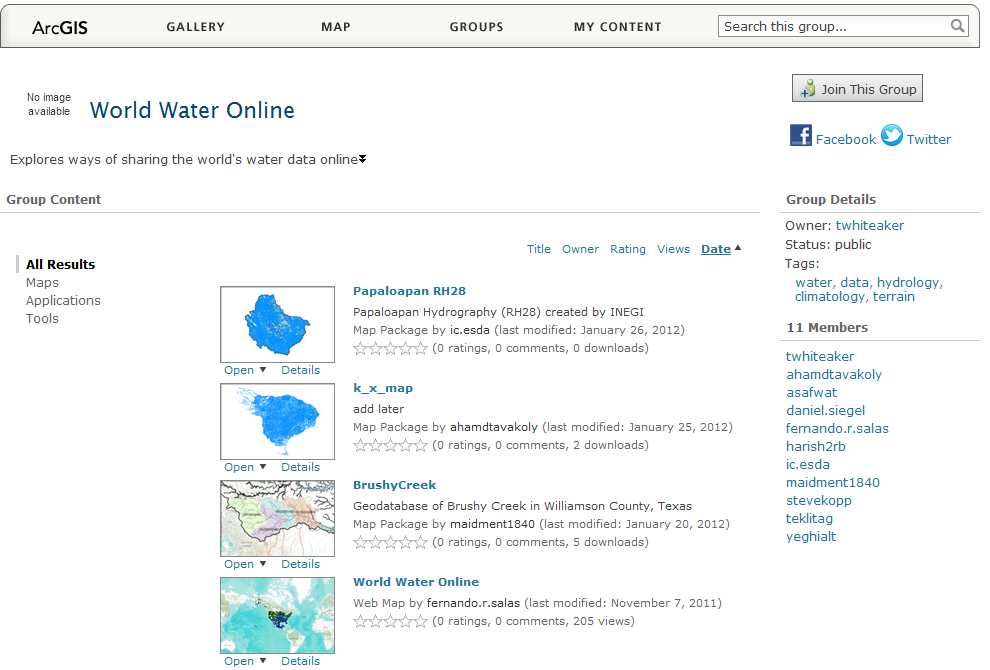 ArcGIS GALLERY MAP GROUPS MY CONTENT Search this group...
No image
available
World Water Online
Join This Group
Facebook Twitter
Explores ways of sharing the world's water data online
Group Content
All Results
Maps
Applications
Tools
Title Owner Rating Views Date
Papaloapan RH28
Papaloapan Hydrography (RH28) created by INEGI
Map Package by ic.esda (last modified: January 26, 2012)
(0 ratings, 0 comments, 0 downloads)
Open Details
k_x_map
add later
Map Package by ahamdtavakoly (last modified: January 25, 2012)
(0 ratings, 0 comments, 2 downloads)
Open Details
BrushyCreek
Geodatabase of Brushy Creek in Williamson County, Texas
Map Package by maidment1840 (last modified: January 20, 2012)
(0 ratings, 0 comments, 5 downloads)
Open Details
World Water Online
Web Map by fernando.r.salas (last modified: November 7, 2011)
(0 ratings, 0 comments, 205 views)
Open Details
Group Details
Owner: twhiteaker
Status: public
Tags:
water, data, hydrology,
climatology, terrain
11 Members
twhiteaker
ahamdtavakoly
asafwat
daniel.siegel
fernando.r.salas
harish2rb
ic.esda
maidment1840
stevekopp
teklitag
yeghialt